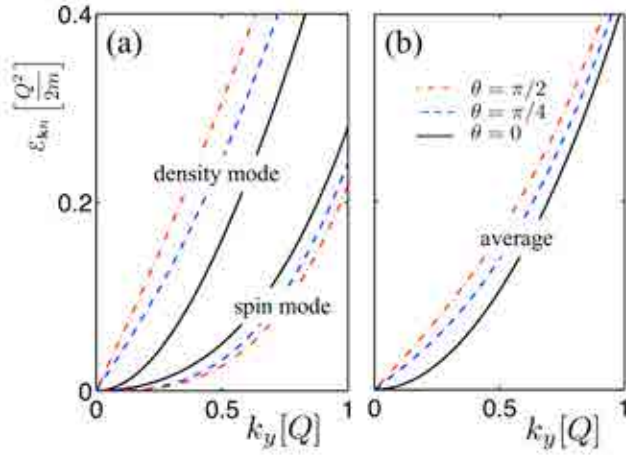 (a)
(b)
0.4
0.2
0
ε_kn [Q²/2m]
density mode
spin mode
0
0.5
1
k_y[Q]
θ = π/2
θ = π/4
θ = 0
average
0
0.5
1
k_y[Q]